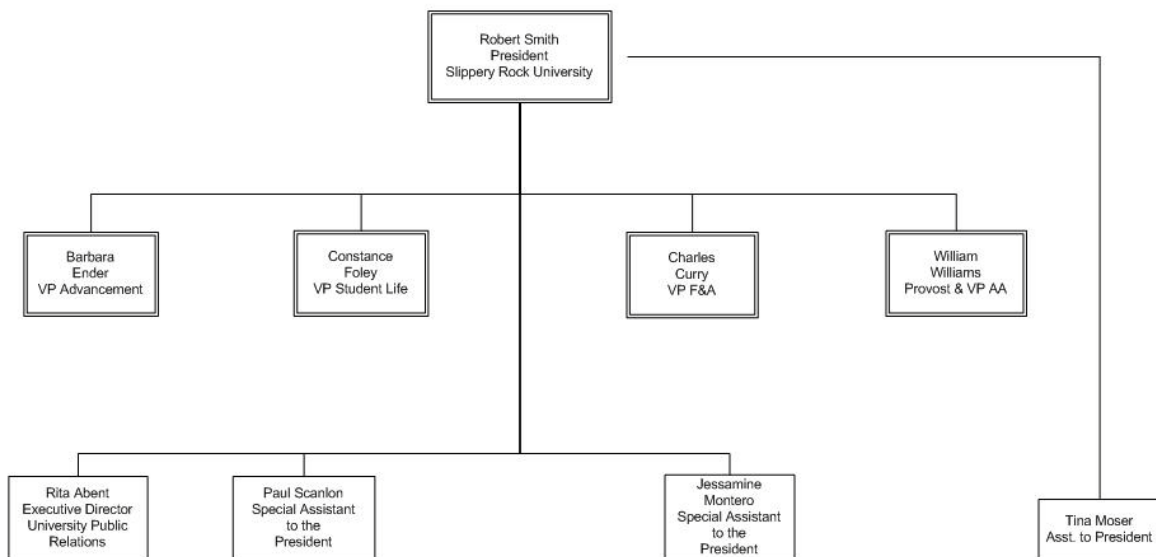 Robert Smith
President
Slippery Rock University
Barbara
Ender
VP Advancement
Constance
Foley
VP Student Life
Charles
Curry
VP F&A
William
Williams
Provost & VP AA
Rita Abent
Executive Director
University Public
Relations
Paul Scanlon
Special Assistant
to the
President
Jessamine
Montero
Special Assistant
to the
President
Tina Moser
Asst. to President